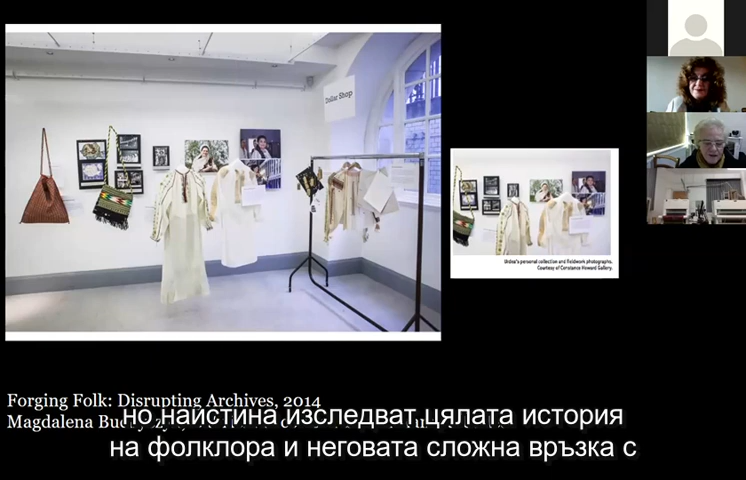 Dollar Shop
Urdea's personal collection and fieldwork photographs.
Courtesy of Constance Howard Gallery.
Forging Folk: Disrupting Archives, 2014
Magdalena
но наистина изследват цялата история
на фолклора и неговата сложна връзка с